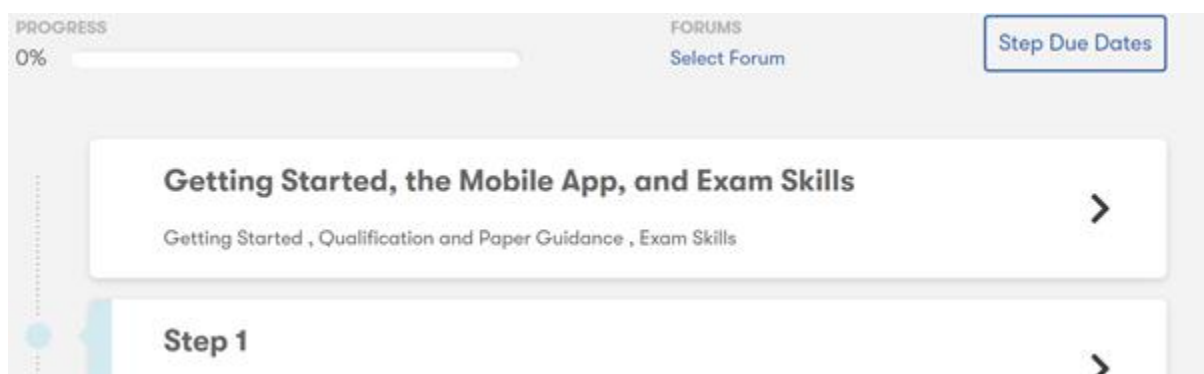 PROGRESS
0%
FORUMS
Select Forum
Step Due Dates
Getting Started, the Mobile App, and Exam Skills
Getting Started , Qualification and Paper Guidance , Exam Skills
Step 1